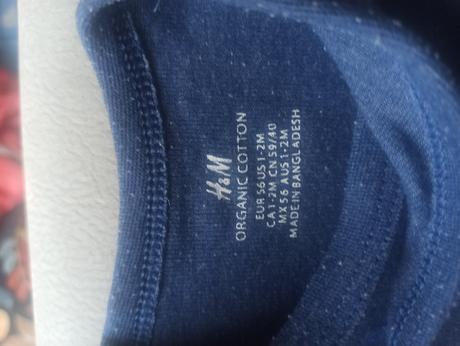 H&M
ORGANIC COTTON
EUR 56 US 1-2M
CA 1-2M CN 59/40
MX 56 AUS 1-2M
MADE IN BANGLADESH